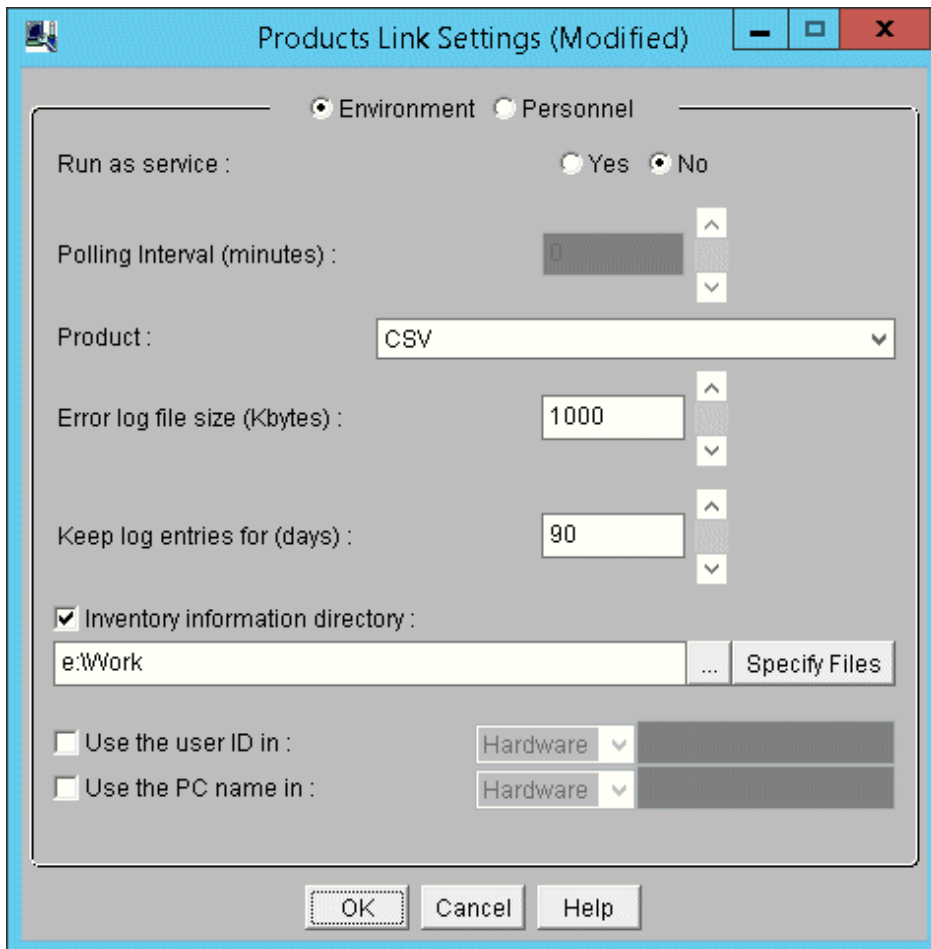 Products Link Settings (Modified)
Environment Personnel
Run as service : Yes No
Polling Interval (minutes) : 0
Product : CSV
Error log file size (Kbytes) : 1000
Keep log entries for (days) : 90
Inventory information directory :
e:\Work ... Specify Files
Use the user ID in : Hardware
Use the PC name in : Hardware
OK Cancel Help